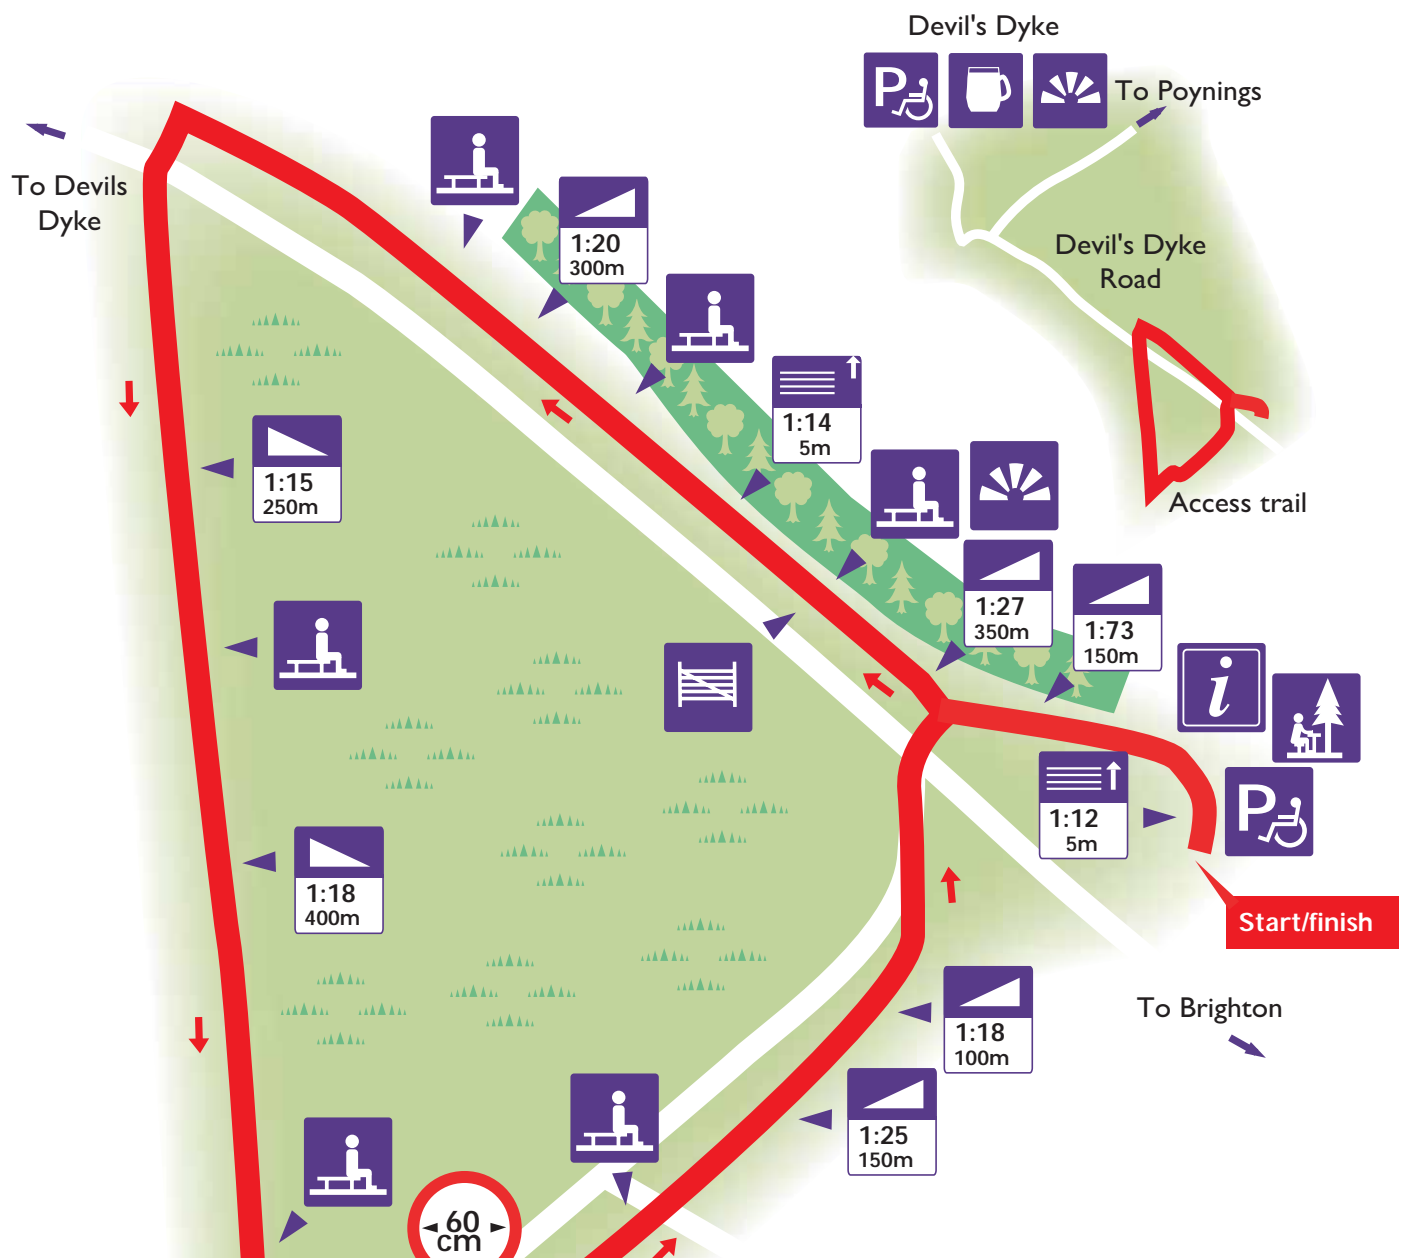 Devil's Dyke
P
To Poynings
To Devils
Dyke
1:20
300m
Devil's Dyke
Road
1:14
5m
1:15
250m
Access trail
1:27
350m
1:73
150m
i
P
1:12
5m
1:18
400m
Start/finish
1:18
100m
To Brighton
1:25
150m
60
cm